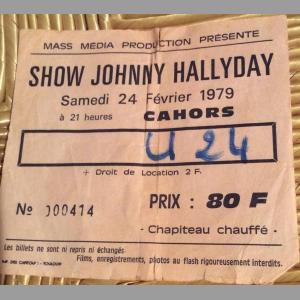 MASS MEDIA PRODUCTION PRÉSENTE
SHOW JOHNNY HALLYDAY
Samedi 24 Février 1979
à 21 heures CAHORS
U 24
+ Droit de Location 2 F.
Nº 000414 PRIX : 80 F
- Chapiteau chauffé -
Les billets ne sont ni repris ni échangés
Films, enregistrements, photos au flash rigoureusement interdits.